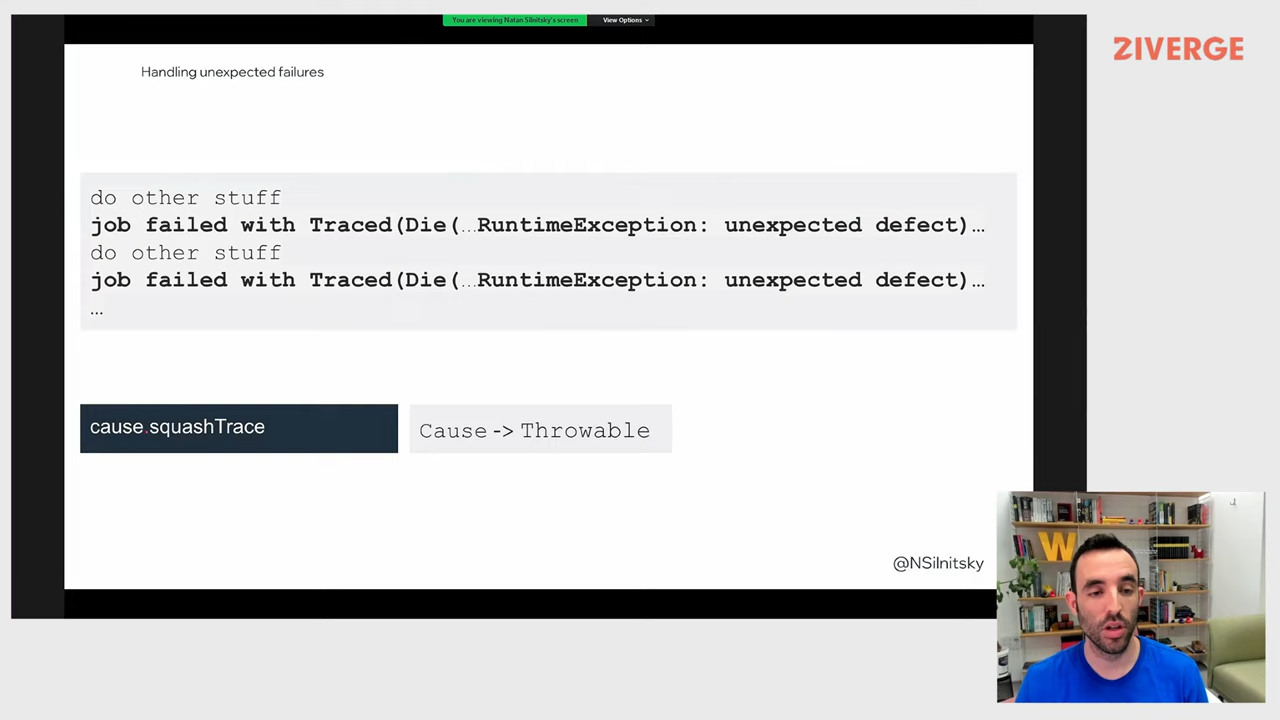 You are viewing Natan Silnitsky's screen View Options
ZIVERGE
Handling unexpected failures
do other stuff
job failed with Traced(Die(…RuntimeException: unexpected defect)…
do other stuff
job failed with Traced(Die(…RuntimeException: unexpected defect)…
…
cause.squashTrace
Cause -> Throwable
@NSilnitsky
W